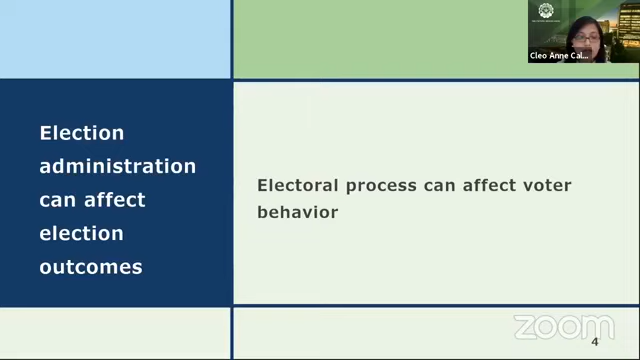 Cleo Anne Cal...
Election
administration
can affect
election
outcomes
Electoral process can affect voter
behavior
zoom
4